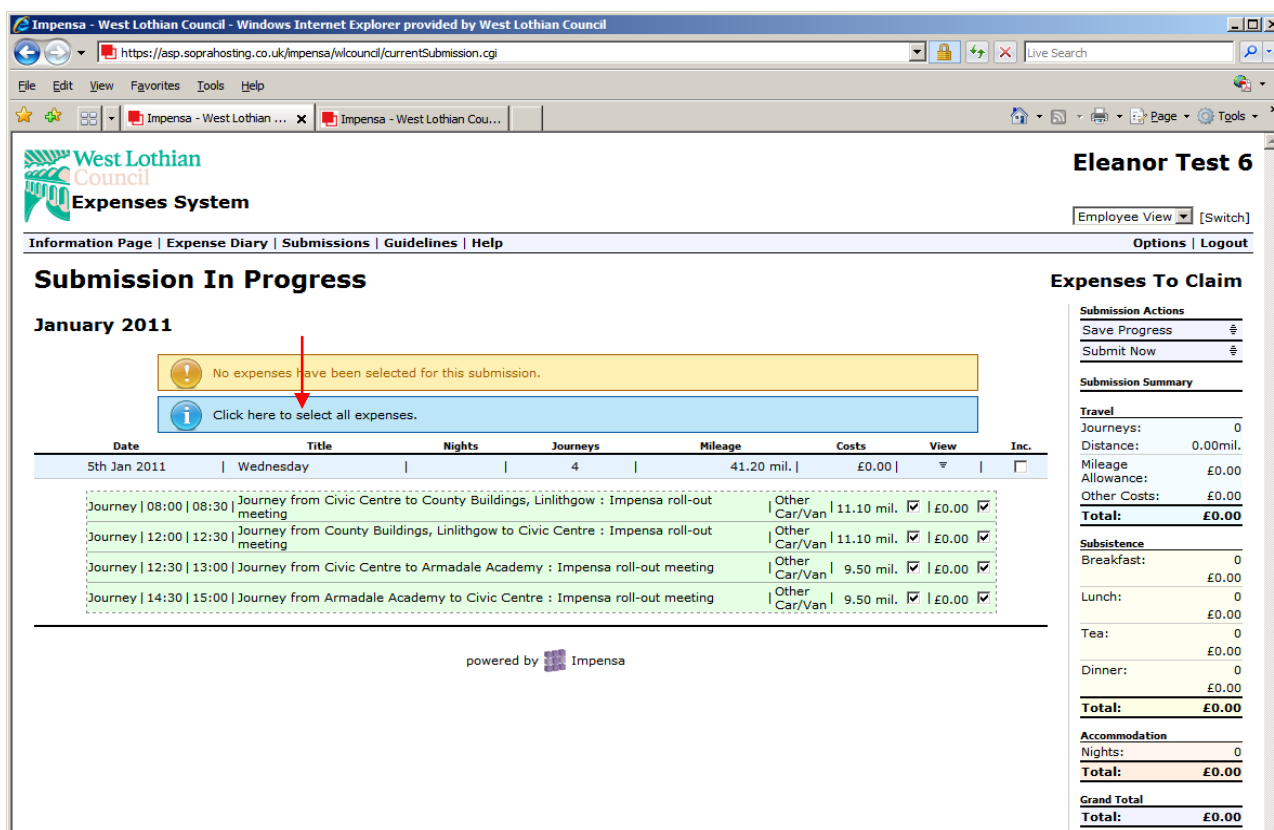 Impensa - West Lothian Council - Windows Internet Explorer provided by West Lothian Council
https://asp.soprahosting.co.uk/impensa/wlcouncil/currentSubmission.cgi
Live Search
File Edit View Favorites Tools Help
Impensa - West Lothian ... Impensa - West Lothian Cou... Page Tools
West Lothian
Council
Expenses System
Eleanor Test 6
Employee View [Switch]
Information Page | Expense Diary | Submissions | Guidelines | Help
Options | Logout
Submission In Progress
Expenses To Claim
January 2011
No expenses have been selected for this submission.
Click here to select all expenses.
Date Title Nights Journeys Mileage Costs View Inc.
5th Jan 2011 | Wednesday | | 4 | 41.20 mil. | £0.00 | |
Journey | 08:00 | 08:30 | Journey from Civic Centre to County Buildings, Linlithgow : Impensa roll-out meeting | Other Car/Van | 11.10 mil. | £0.00
Journey | 12:00 | 12:30 | Journey from County Buildings, Linlithgow to Civic Centre : Impensa roll-out meeting | Other Car/Van | 11.10 mil. | £0.00
Journey | 12:30 | 13:00 | Journey from Civic Centre to Armadale Academy : Impensa roll-out meeting | Other Car/Van | 9.50 mil. | £0.00
Journey | 14:30 | 15:00 | Journey from Armadale Academy to Civic Centre : Impensa roll-out meeting | Other Car/Van | 9.50 mil. | £0.00
powered by Impensa
Submission Actions
Save Progress
Submit Now
Submission Summary
Travel
Journeys: 0
Distance: 0.00mil.
Mileage
Allowance: £0.00
Other Costs: £0.00
Total: £0.00
Subsistence
Breakfast: 0
£0.00
Lunch: 0
£0.00
Tea: 0
£0.00
Dinner: 0
£0.00
Total: £0.00
Accommodation
Nights: 0
Total: £0.00
Grand Total
Total: £0.00